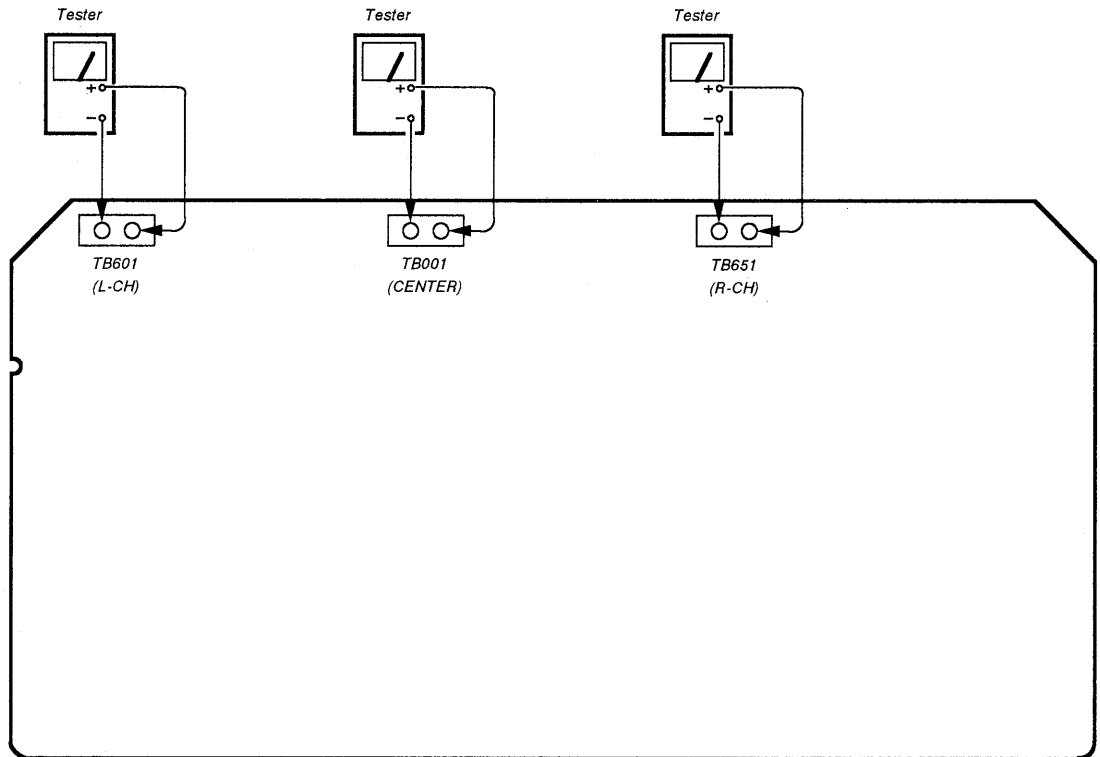 Tester
Tester
Tester
+
−
+
−
+
−
TB601
(L-CH)
TB001
(CENTER)
TB651
(R-CH)